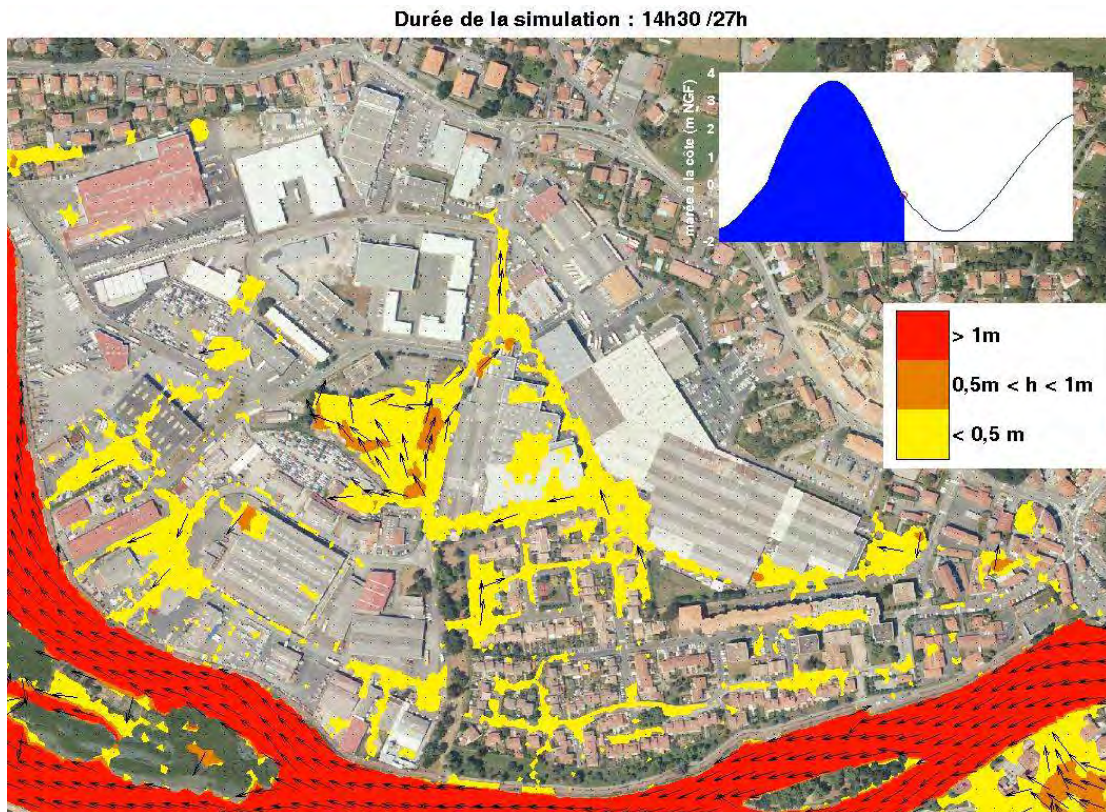 Durée de la simulation : 14h30 /27h
marée à la côte (m NGF)
4
3
2
1
0
-1
-2
> 1m
0,5m < h < 1m
< 0,5 m